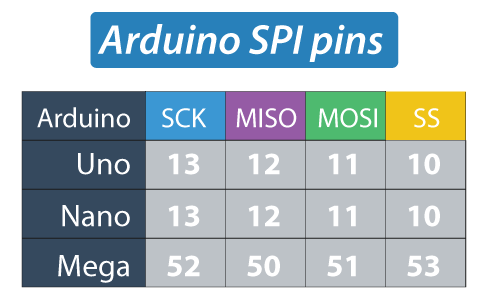 Arduino SPI pins
Arduino SCK MISO MOSI SS
Uno 13 12 11 10
Nano 13 12 11 10
Mega 52 50 51 53